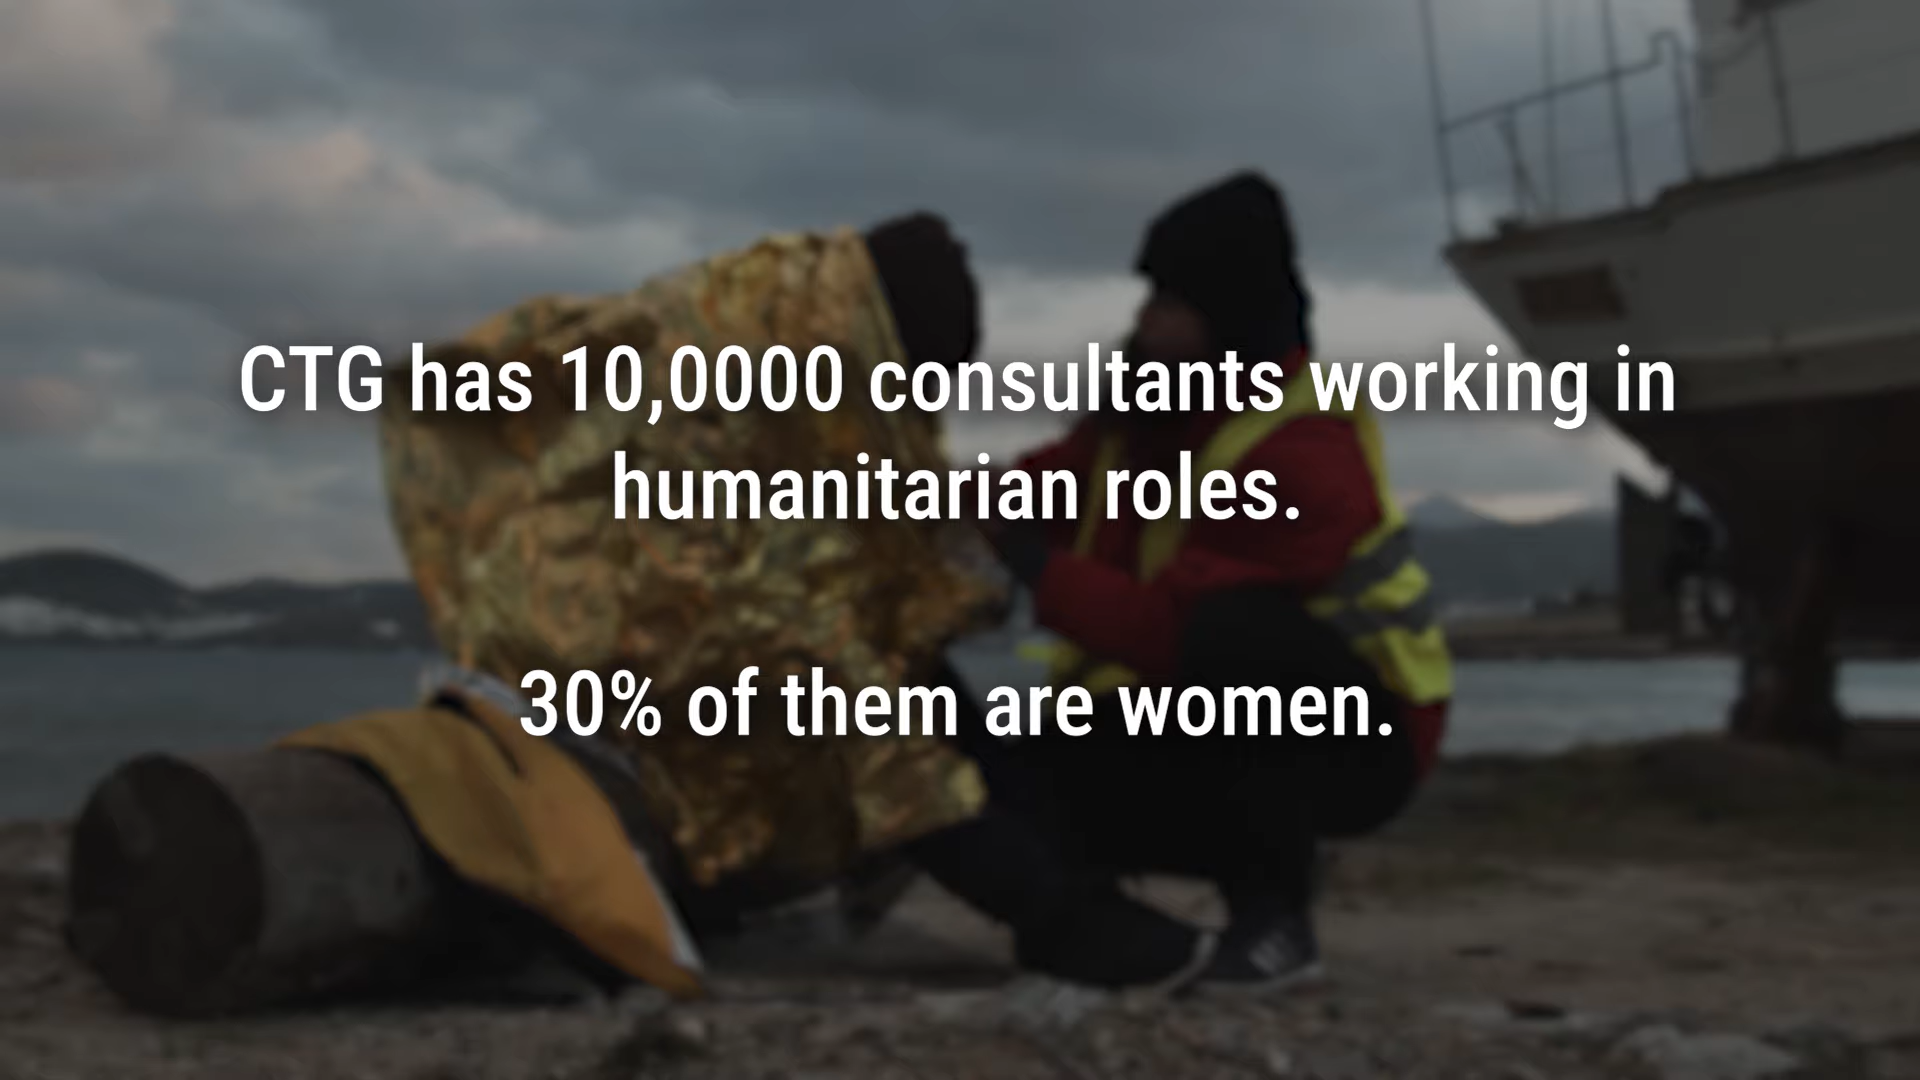 CTG has 10,0000 consultants working in
humanitarian roles.
30% of them are women.